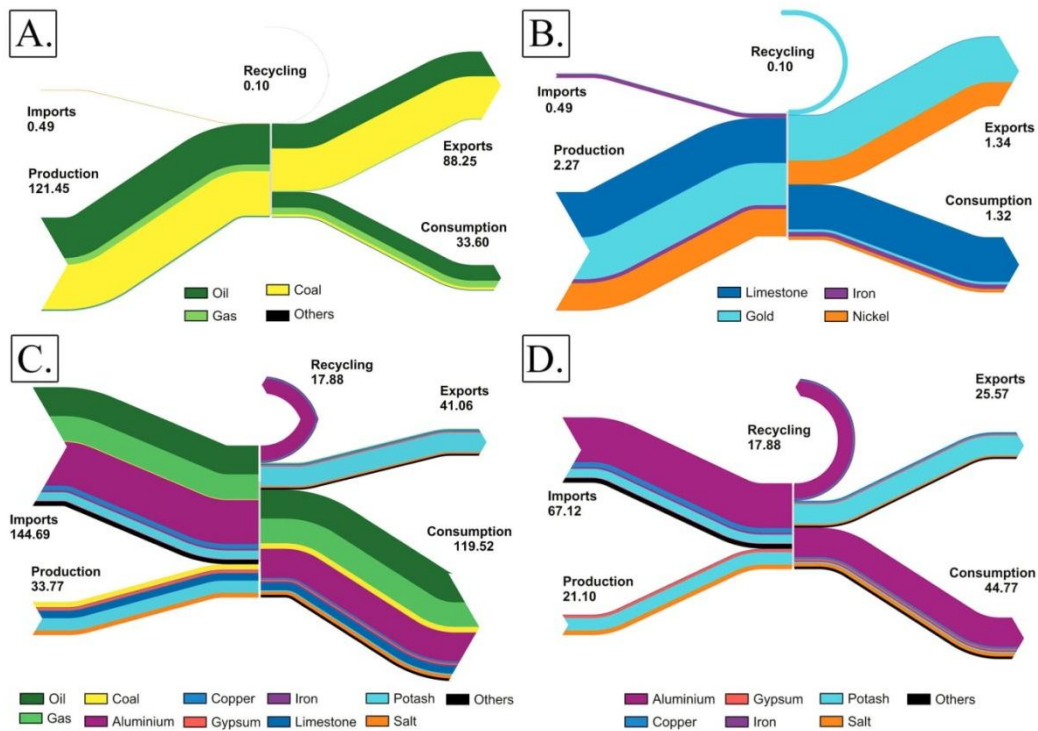 A.
Recycling
0.10
Imports
0.49
Exports
88.25
Production
121.45
Consumption
33.60
Oil
Coal
Gas
Others
B.
Recycling
0.10
Imports
0.49
Exports
1.34
Production
2.27
Consumption
1.32
Limestone
Iron
Gold
Nickel
C.
Recycling
17.88
Exports
41.06
Imports
144.69
Consumption
119.52
Production
33.77
Oil
Coal
Copper
Iron
Potash
Others
Gas
Aluminium
Gypsum
Limestone
Salt
D.
Exports
25.57
Recycling
17.88
Imports
67.12
Production
21.10
Consumption
44.77
Aluminium
Gypsum
Potash
Others
Copper
Iron
Salt